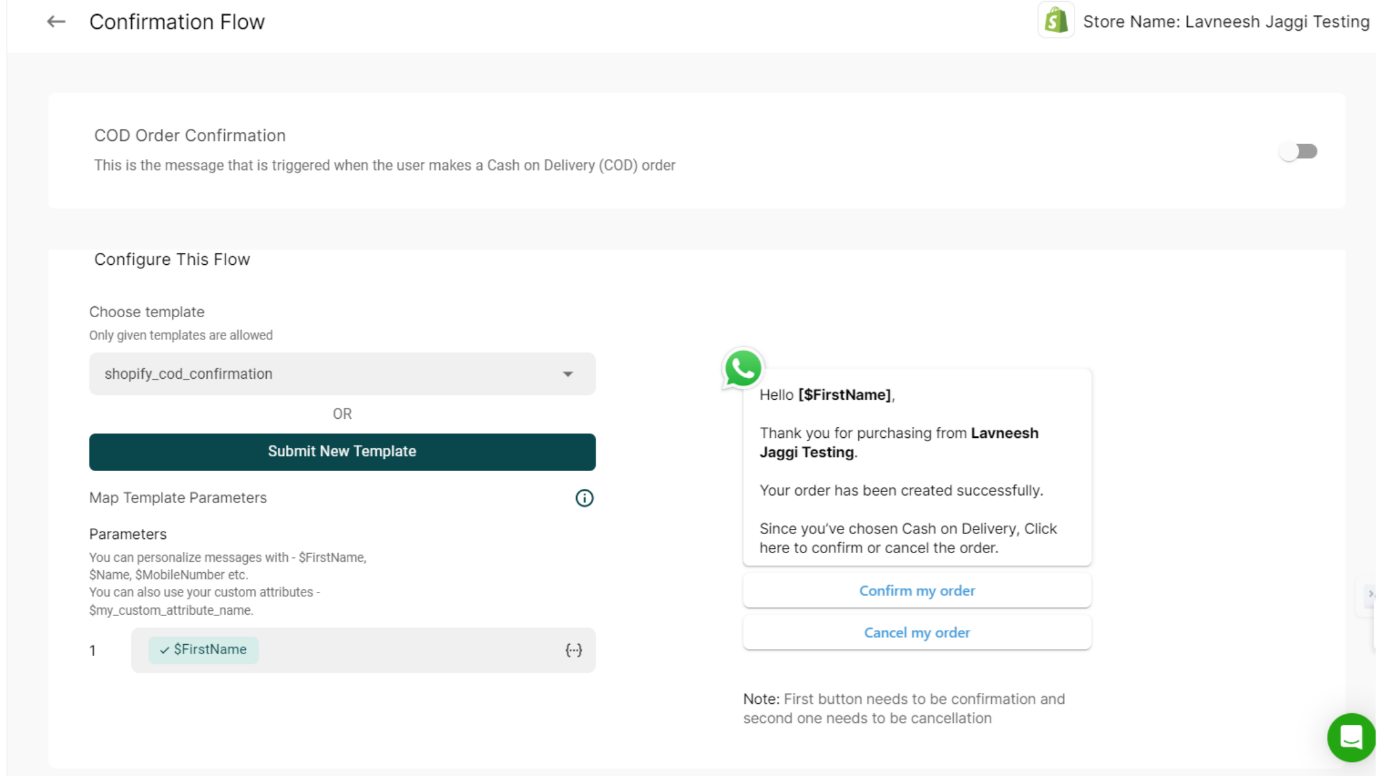 Confirmation Flow
Store Name: Lavneesh Jaggi Testing
COD Order Confirmation
This is the message that is triggered when the user makes a Cash on Delivery (COD) order
Configure This Flow
Choose template
Only given templates are allowed
shopify_cod_confirmation
OR
Submit New Template
Map Template Parameters
Parameters
You can personalize messages with - $FirstName,
$Name, $MobileNumber etc.
You can also use your custom attributes -
$my_custom_attribute_name.
1
$FirstName
{··}
Hello [$FirstName],
Thank you for purchasing from Lavneesh
Jaggi Testing.
Your order has been created successfully.
Since you’ve chosen Cash on Delivery, Click
here to confirm or cancel the order.
Confirm my order
Cancel my order
Note: First button needs to be confirmation and
second one needs to be cancellation